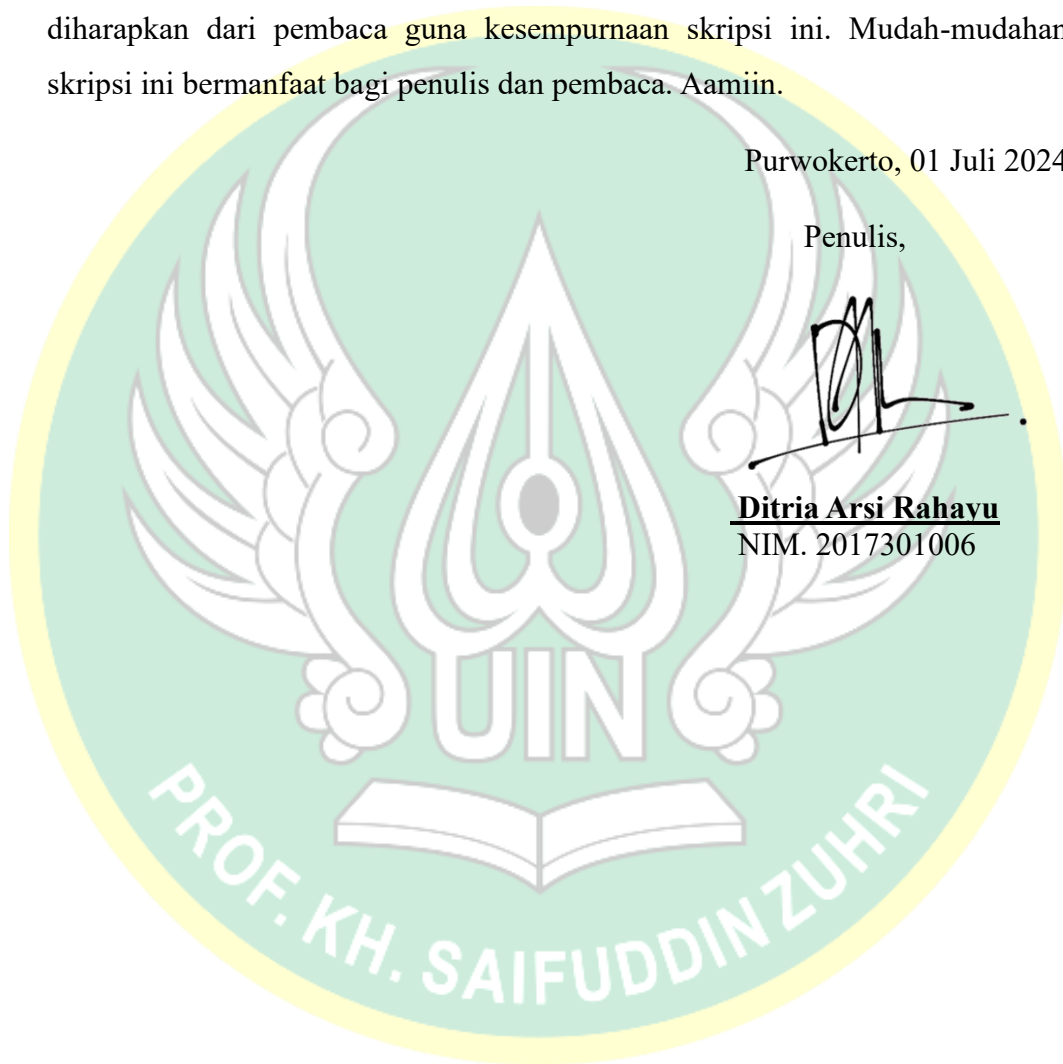 diharapkan dari pembaca guna kesempurnaan skripsi ini. Mudah-mudahan
skripsi ini bermanfaat bagi penulis dan pembaca. Aamiin.
Purwokerto, 01 Juli 2024
Penulis,
Ditria Arsi Rahayu
NIM. 2017301006
UIN
PROF. KH. SAIFUDDIN ZUHRI